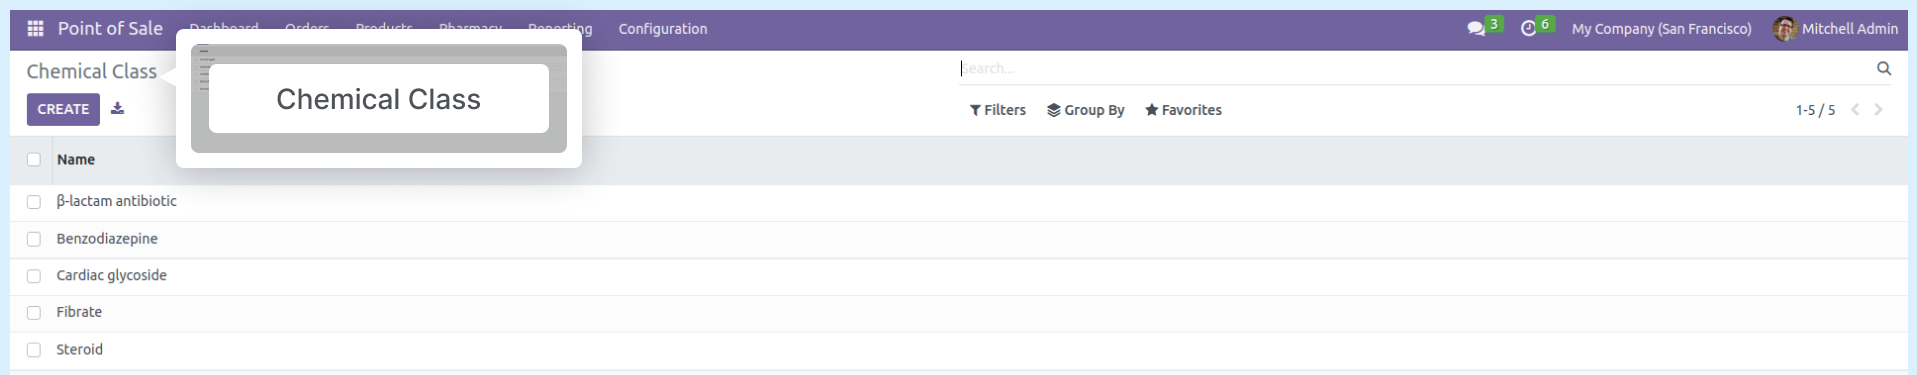 Point of Sale Dashboard Orders Products Pharmacy Reporting Configuration 3 6 My Company (San Francisco) Mitchell Admin
Chemical Class
Search...
Chemical Class
CREATE
Filters Group By Favorites 1-5 / 5
Name
β-lactam antibiotic
Benzodiazepine
Cardiac glycoside
Fibrate
Steroid